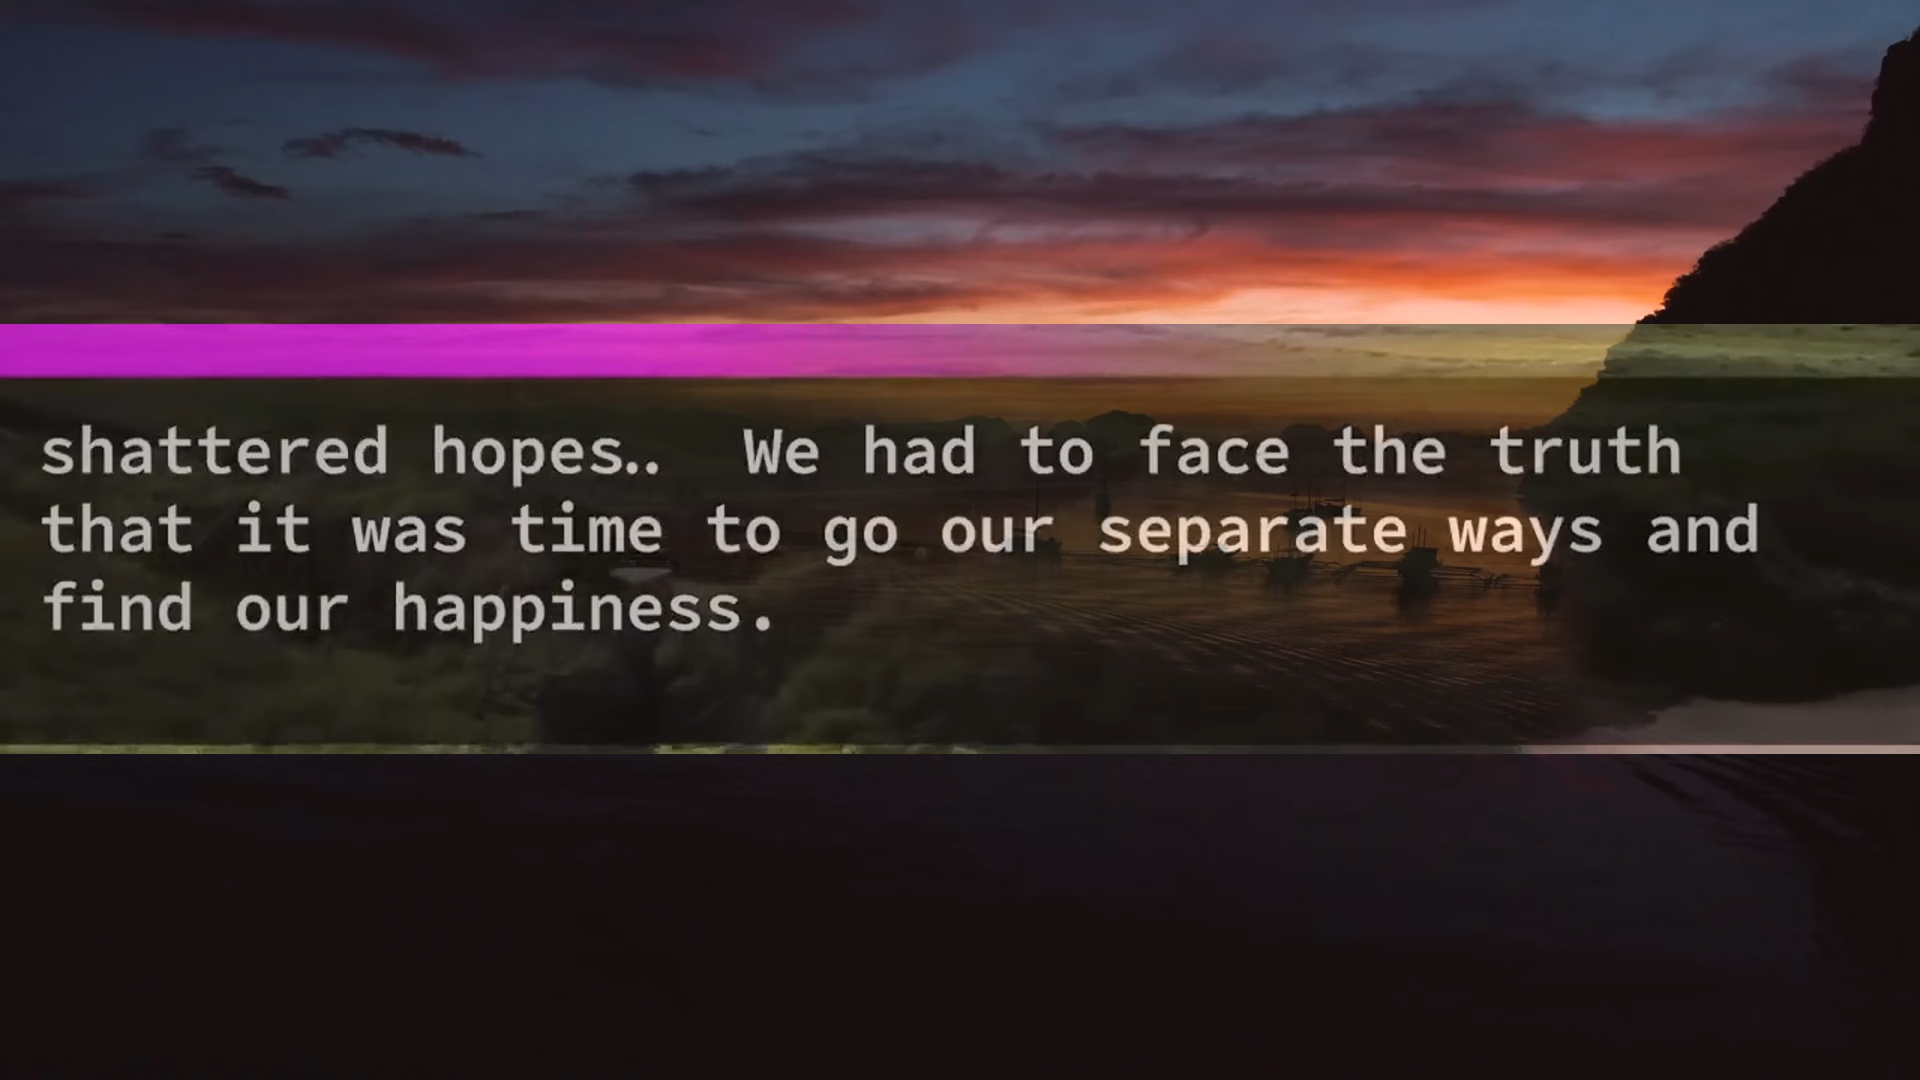 shattered hopes..  We had to face the truth
that it was time to go our separate ways and
find our happiness.